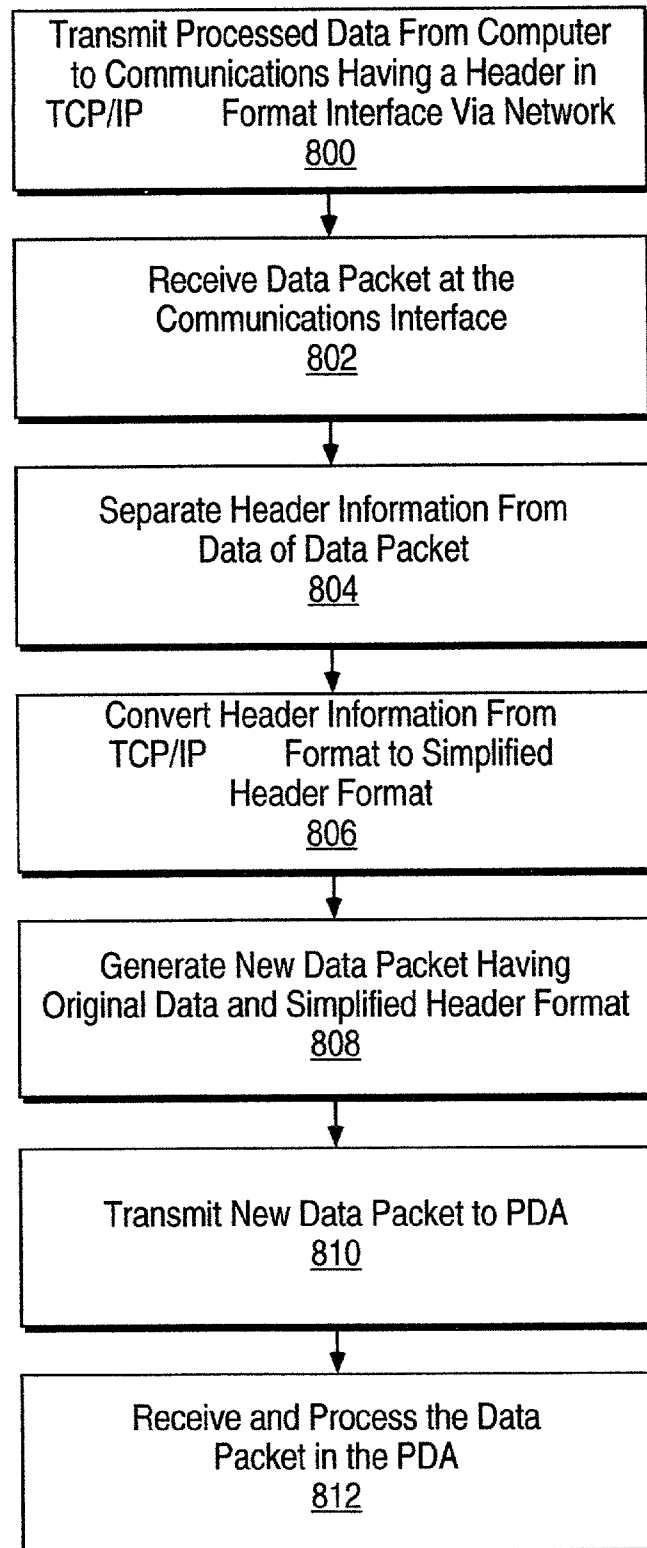 Transmit Processed Data From Computer
to Communications Having a Header in
TCP/IP Format Interface Via Network
800
Receive Data Packet at the
Communications Interface
802
Separate Header Information From
Data of Data Packet
804
Convert Header Information From
TCP/IP Format to Simplified
Header Format
806
Generate New Data Packet Having
Original Data and Simplified Header Format
808
Transmit New Data Packet to PDA
810
Receive and Process the Data
Packet in the PDA
812